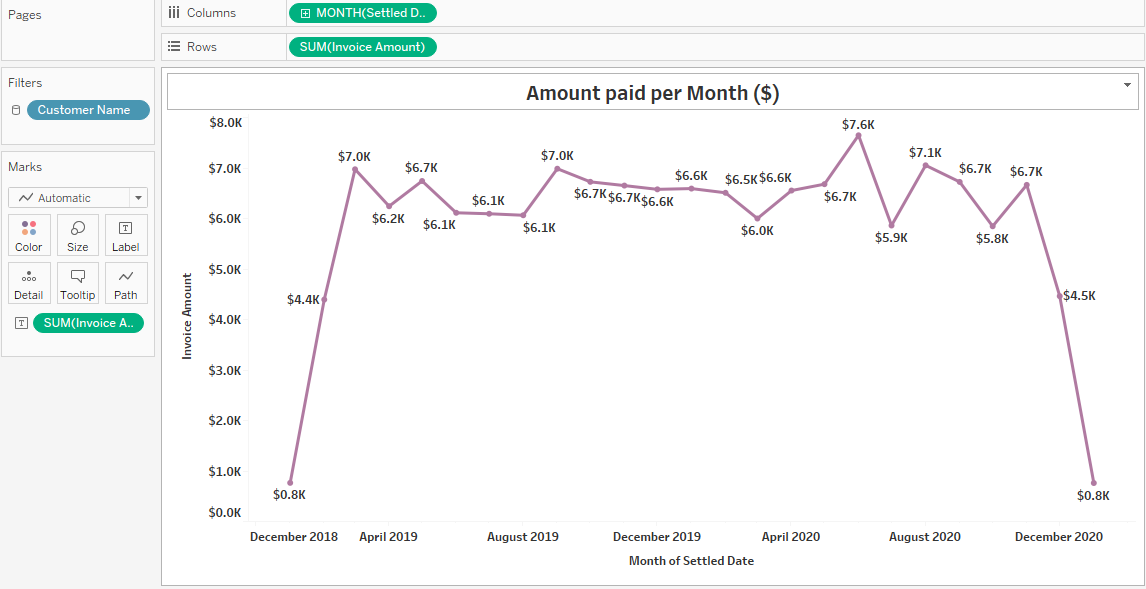 Pages
Columns
MONTH(Settled D..
Rows
SUM(Invoice Amount)
Filters
Customer Name
Marks
Automatic
Color
Size
Label
Detail
Tooltip
Path
SUM(Invoice A..
Amount paid per Month ($)
Invoice Amount
$8.0K
$7.0K
$6.0K
$5.0K
$4.0K
$3.0K
$2.0K
$1.0K
$0.0K
$0.8K
$4.4K
$7.0K
$6.2K
$6.7K
$6.1K
$6.1K
$6.1K
$7.0K
$6.7K
$6.7K
$6.6K
$6.6K
$6.5K
$6.0K
$6.6K
$6.7K
$7.6K
$5.9K
$7.1K
$6.7K
$5.8K
$6.7K
$4.5K
$0.8K
December 2018
April 2019
August 2019
December 2019
April 2020
August 2020
December 2020
Month of Settled Date